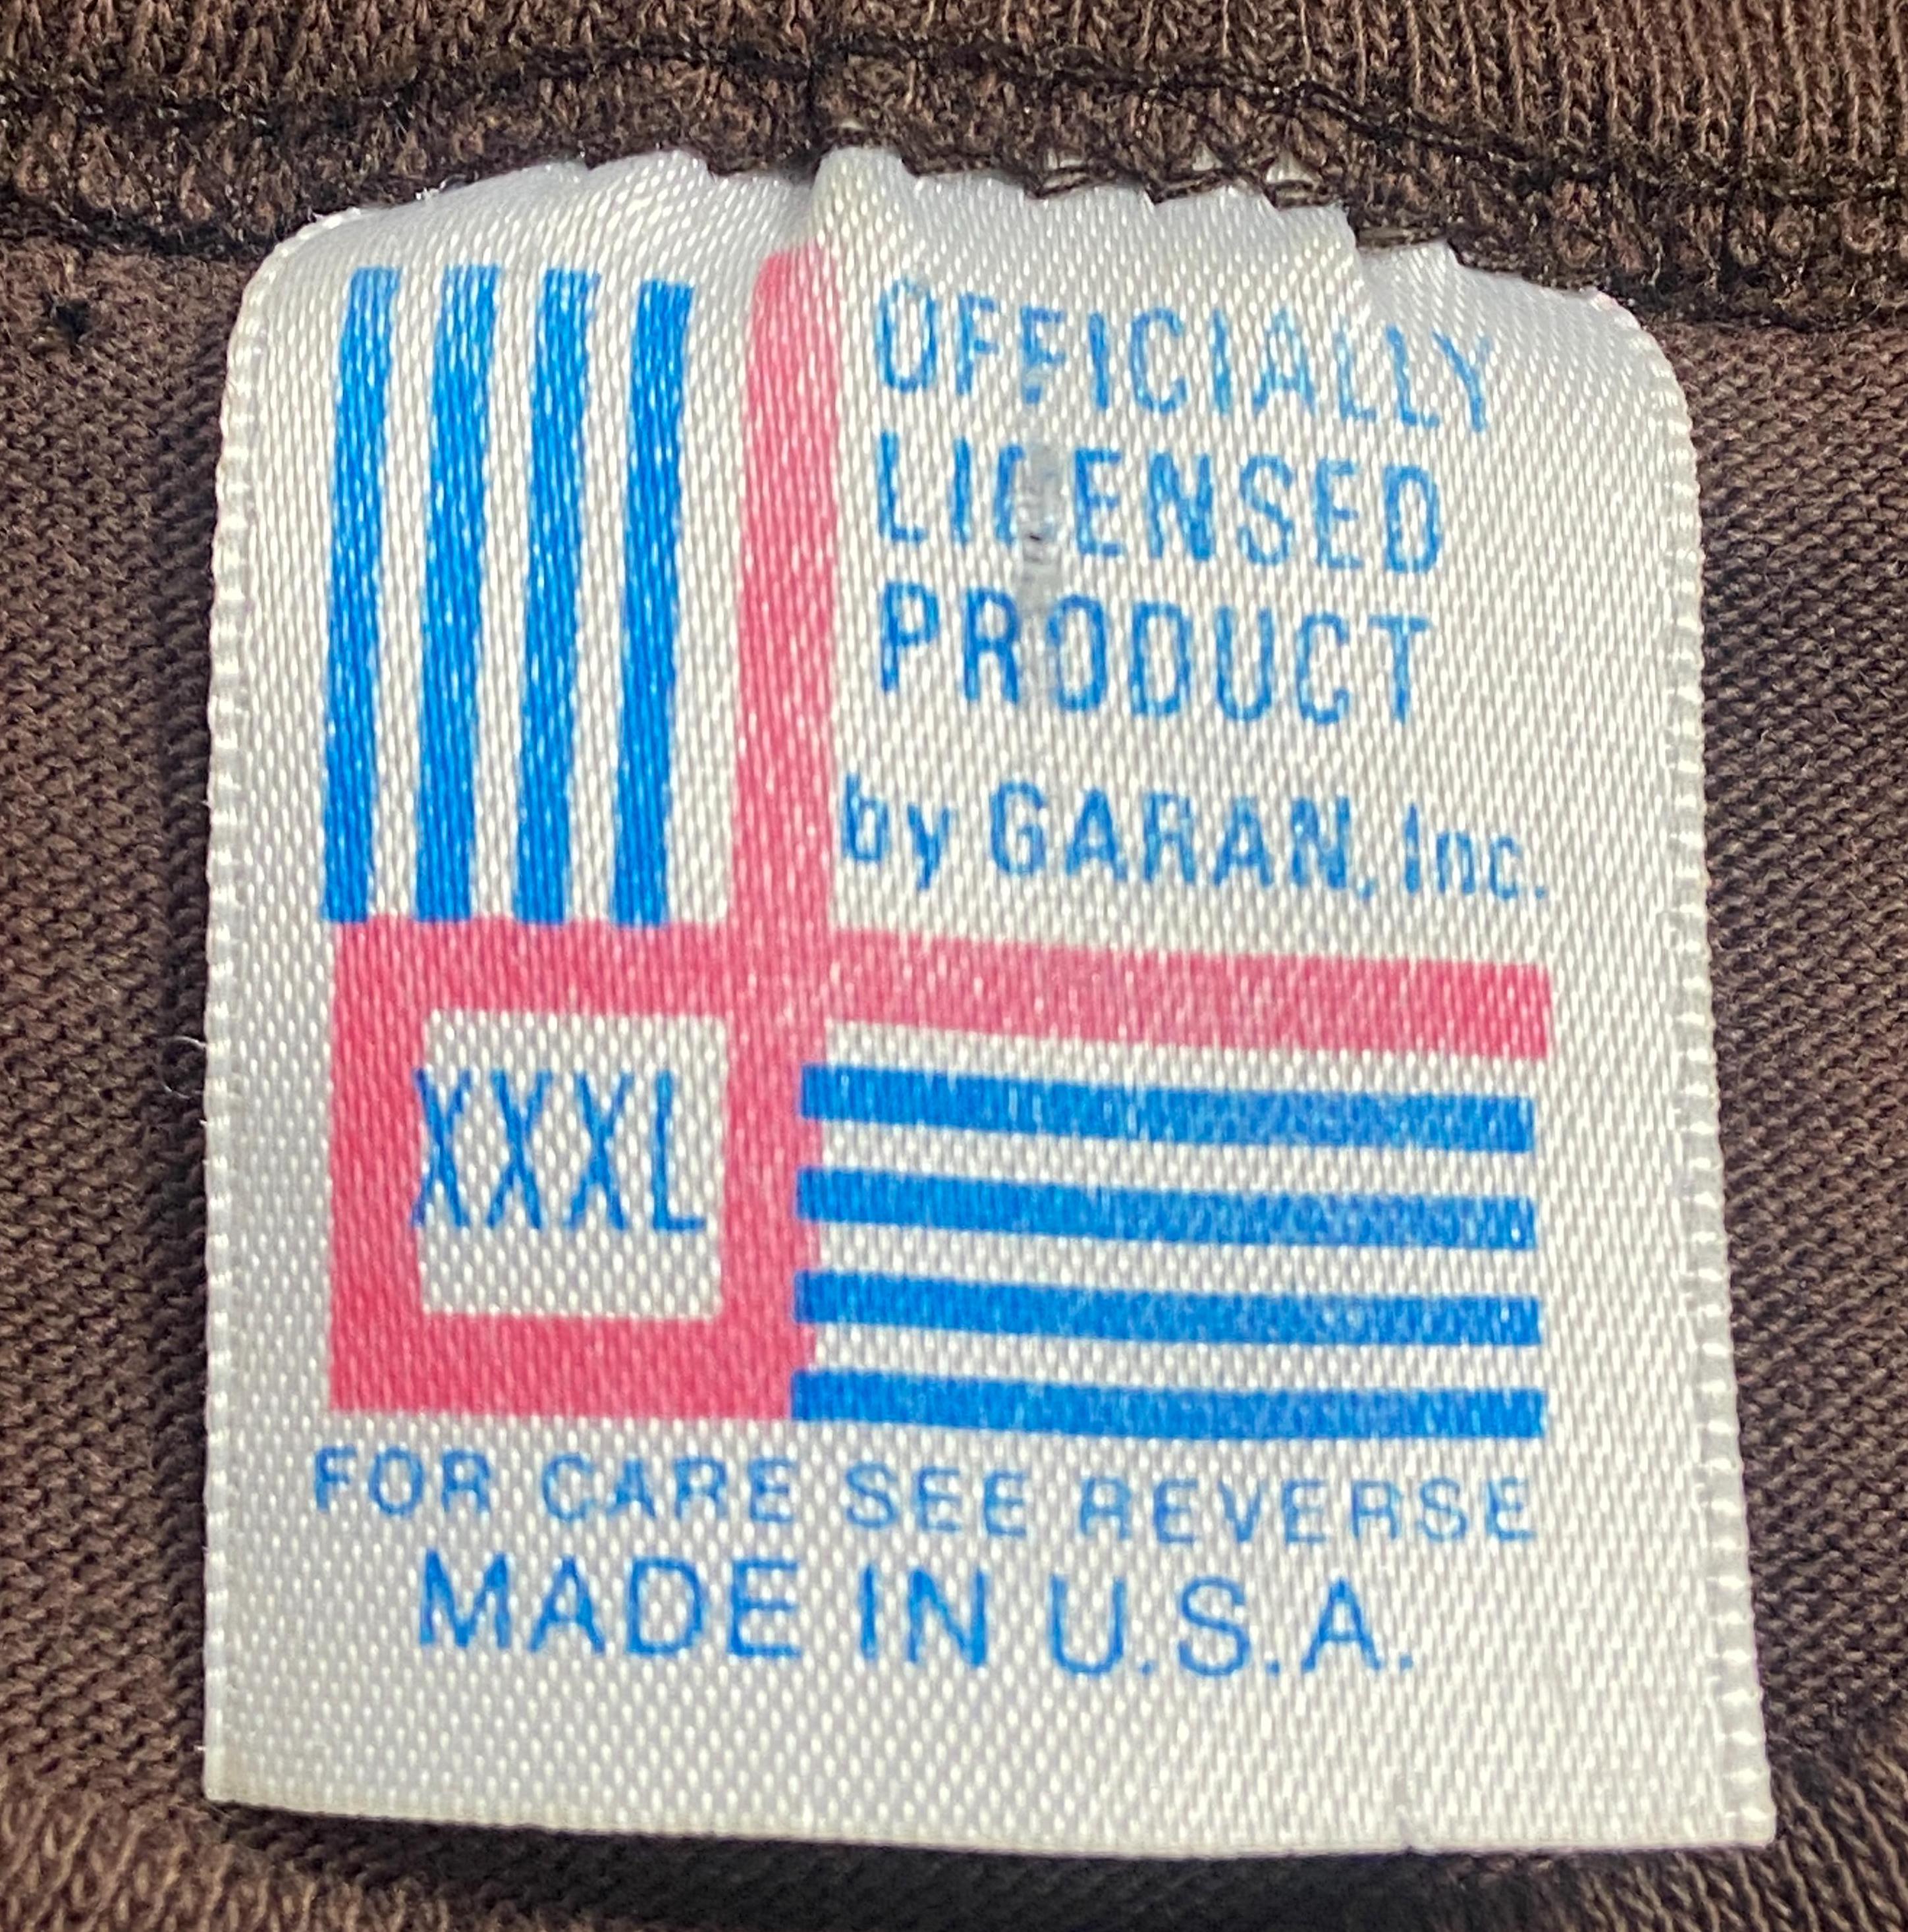 OFFICIALLY
LICENSED
PRODUCT
by GARAN, Inc.
XXXL
FOR CARE SEE REVERSE
MADE IN U.S.A.